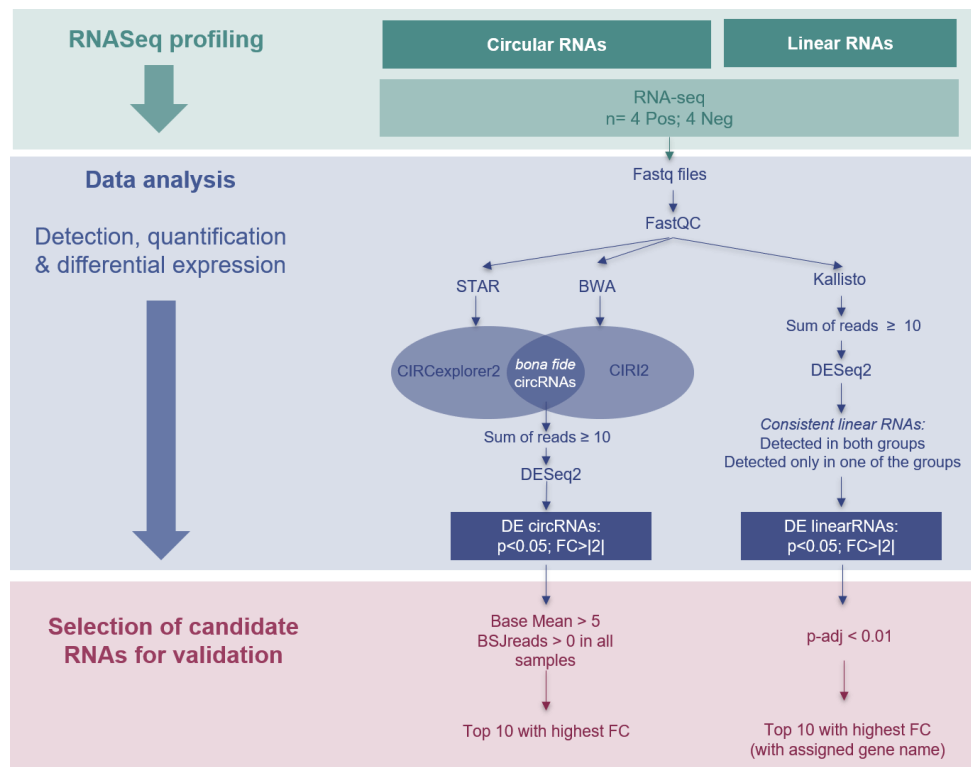 RNASeq profiling
Circular RNAs
Linear RNAs
RNA-seq
n= 4 Pos; 4 Neg
Data analysis
Detection, quantification
& differential expression
Fastq files
FastQC
STAR
BWA
Kallisto
CIRCexplorer2
bona fide
circRNAs
CIRI2
Sum of reads ≥ 10
DESeq2
Sum of reads ≥ 10
DESeq2
Consistent linear RNAs:
Detected in both groups
Detected only in one of the groups
DE circRNAs:
p<0.05; FC>|2|
DE linearRNAs:
p<0.05; FC>|2|
Selection of candidate
RNAs for validation
Base Mean > 5
BSJreads > 0 in all
samples
Top 10 with highest FC
p-adj < 0.01
Top 10 with highest FC
(with assigned gene name)